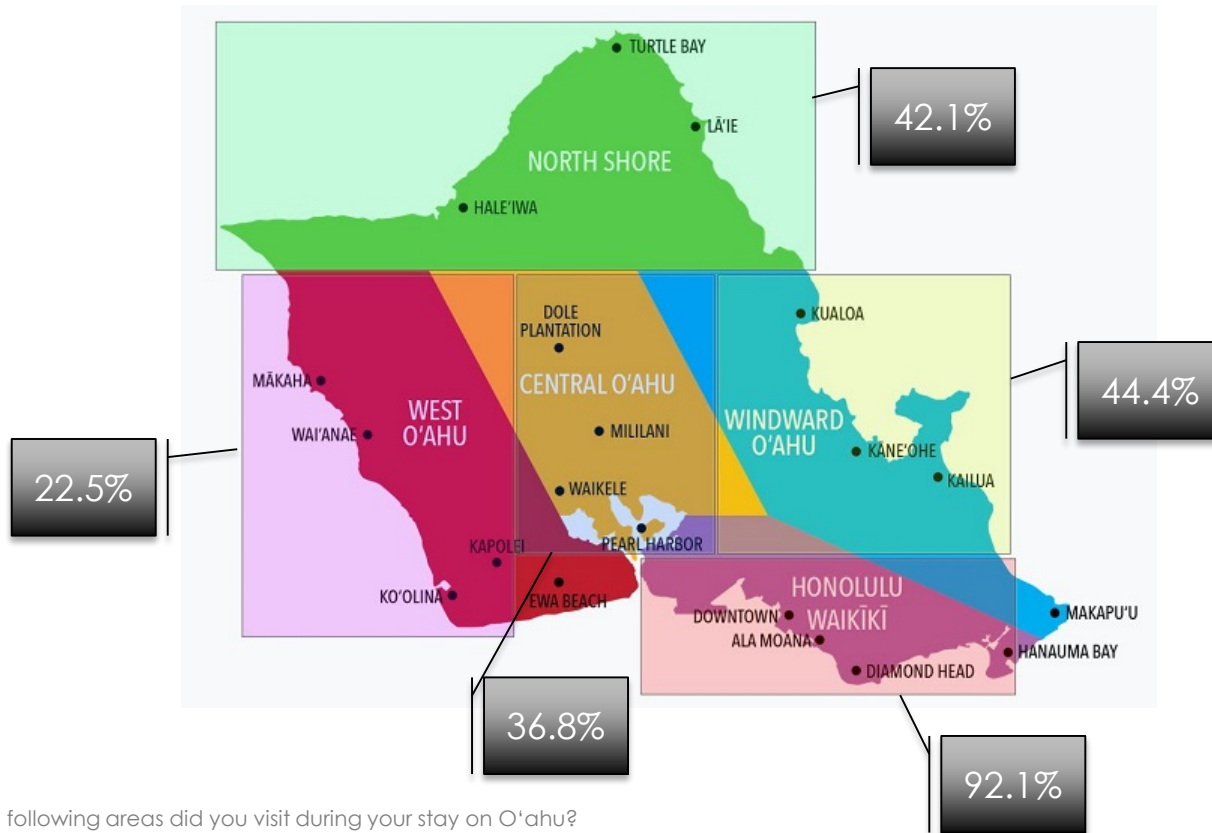 TURTLE BAY
42.1%
LĀ'IE
NORTH SHORE
HALE'IWA
KUALOA
DOLE
PLANTATION
MĀKAHA
CENTRAL O'AHU
44.4%
WEST
O'AHU
WINDWARD
O'AHU
WAI'ANAE
MILILANI
KĀNE'OHE
KAILUA
22.5%
WAIKELE
PEARL HARBOR
KAPOLEI
HONOLULU
WAIKĪKĪ
KO'OLINA
EWA BEACH
DOWNTOWN
MAKAPU'U
ALA MOANA
HANAUMA BAY
DIAMOND HEAD
36.8%
92.1%
following areas did you visit during your stay on O'ahu?